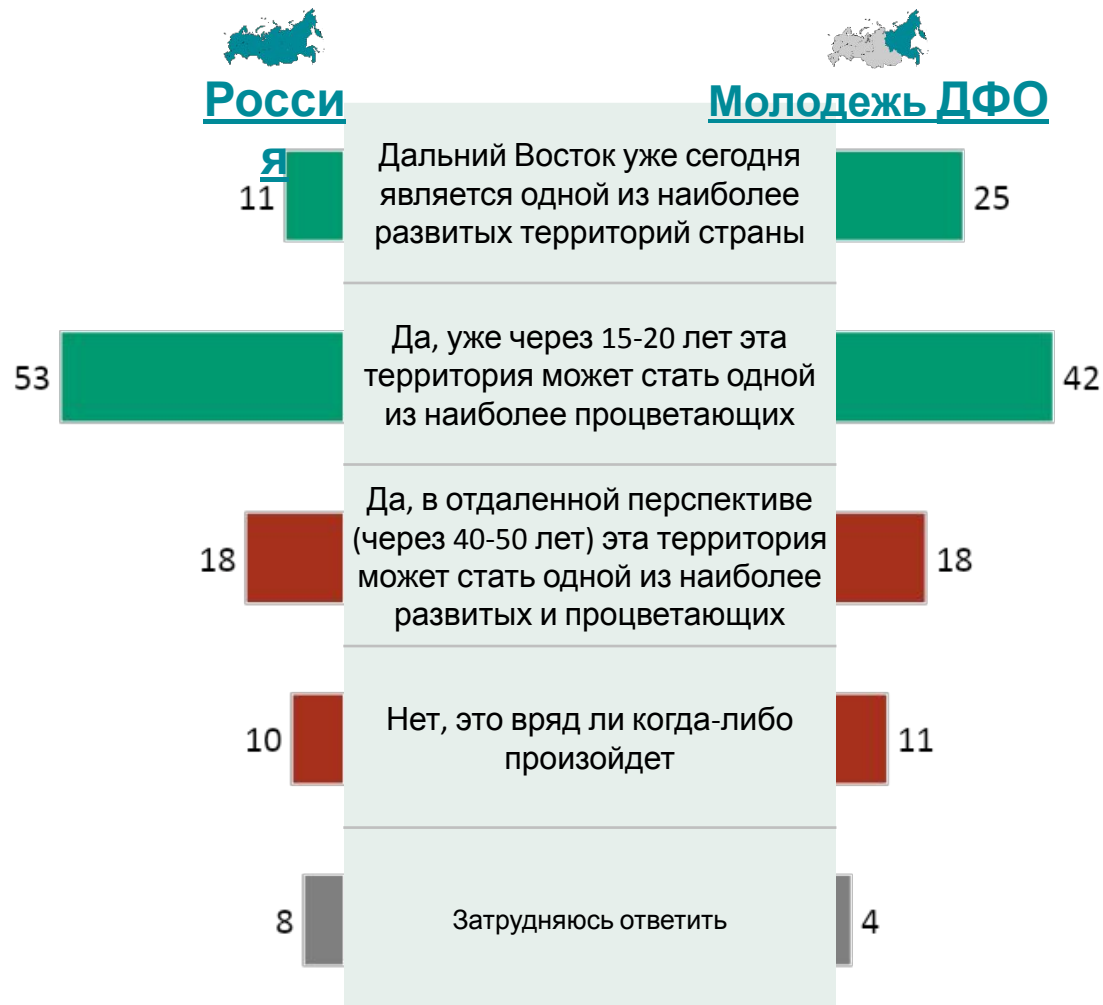 Росси
я
Молодежь ДФО
11
Дальний Восток уже сегодня
является одной из наиболее
развитых территорий страны
25
53
Да, уже через 15-20 лет эта
территория может стать одной
из наиболее процветающих
42
18
Да, в отдаленной перспективе
(через 40-50 лет) эта территория
может стать одной из наиболее
развитых и процветающих
18
10
Нет, это вряд ли когда-либо
произойдет
11
8
Затрудняюсь ответить
4